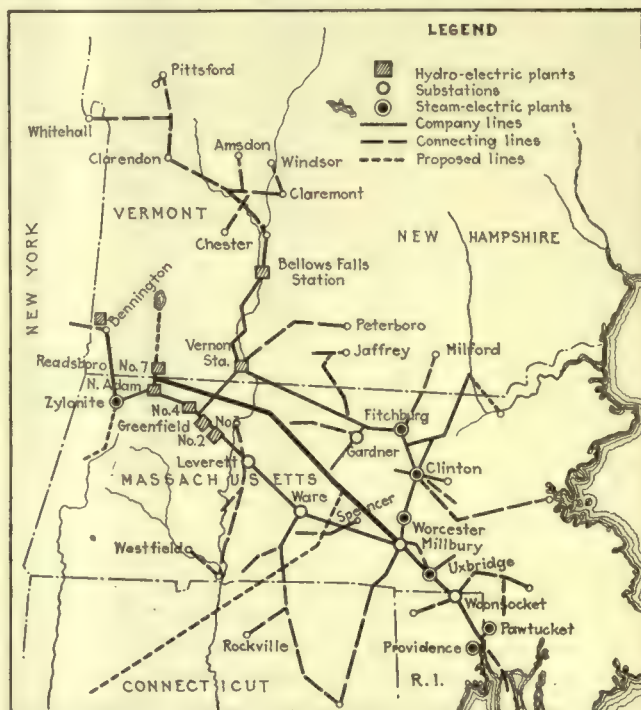 LEGEND
Hydro-electric plants
Substations
Steam-electric plants
Company lines
Connecting lines
Proposed lines
Pittsford
Whitehall
Clarendon
Amsdon
Windsor
Claremont
VERMONT
Chester
NEW HAMPSHIRE
NEW YORK
Bellows Falls
Station
Bennington
Vernon
Sta.
Peterboro
Jaffrey
Milford
Readsboro
No.7
N. Adam
Zylonite
No.4
Greenfield
No.3
No.2
Fitchburg
Gardner
Leverett
Clinton
MASSACHUSETTS
Ware
Spencer
Worcester
Millbury
Westfield
Uxbridge
Woonsocket
Rockville
Pawtucket
Providence
CONNECTICUT
R.I.